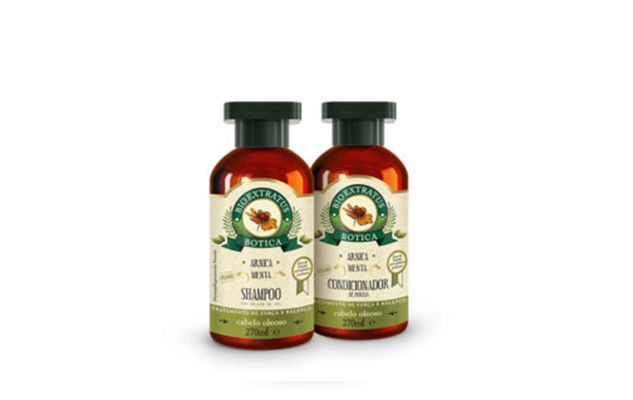 BIOEXTRATUS
BOTICA
ARNICA
MENTA
SHAMPOO
TRATAMENTO DE FORÇA E BALANÇO
cabelo oleoso
270mL e
BIOEXTRATUS
BOTICA
ARNICA
MENTA
CONDICIONADOR
DE
TRATAMENTO DE FORÇA E BALANÇO
cabelo oleoso
270mL e